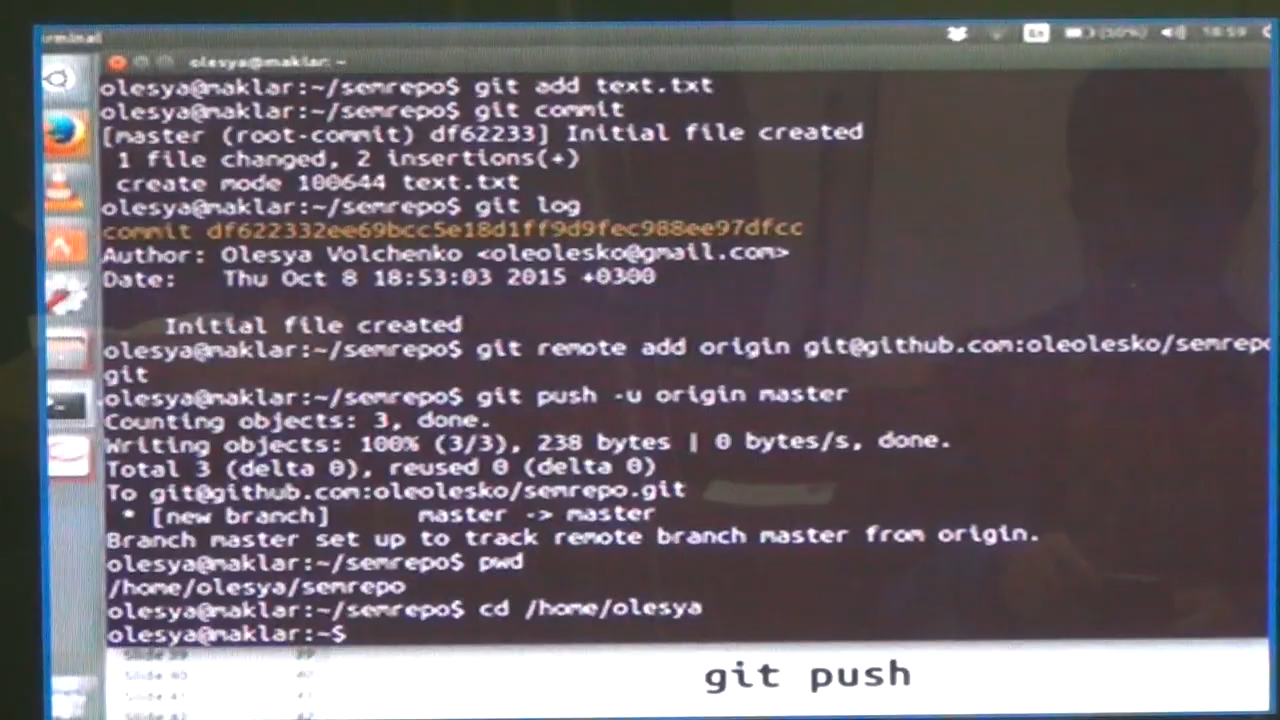 olesya@maklar: ~
olesya@maklar:~/semrepo$ git add text.txt
olesya@maklar:~/semrepo$ git commit
[master (root-commit) df62233] Initial file created
1 file changed, 2 insertions(+)
create mode 100644 text.txt
olesya@maklar:~/semrepo$ git log
commit df622332ee69bcc5e18d1ff9d9fec988ee97dfcc
Author: Olesya Volchenko <oleolesko@gmail.com>
Date:   Thu Oct 8 18:53:03 2015 +0300
Initial file created
olesya@maklar:~/semrepo$ git remote add origin git@github.com:oleolesko/semrepo
git
olesya@maklar:~/semrepo$ git push -u origin master
Counting objects: 3, done.
Writing objects: 100% (3/3), 238 bytes | 0 bytes/s, done.
Total 3 (delta 0), reused 0 (delta 0)
To git@github.com:oleolesko/semrepo.git
* [new branch]      master -> master
Branch master set up to track remote branch master from origin.
olesya@maklar:~/semrepo$ pwd
/home/olesya/semrepo
olesya@maklar:~/semrepo$ cd /home/olesya
olesya@maklar:~$
git push